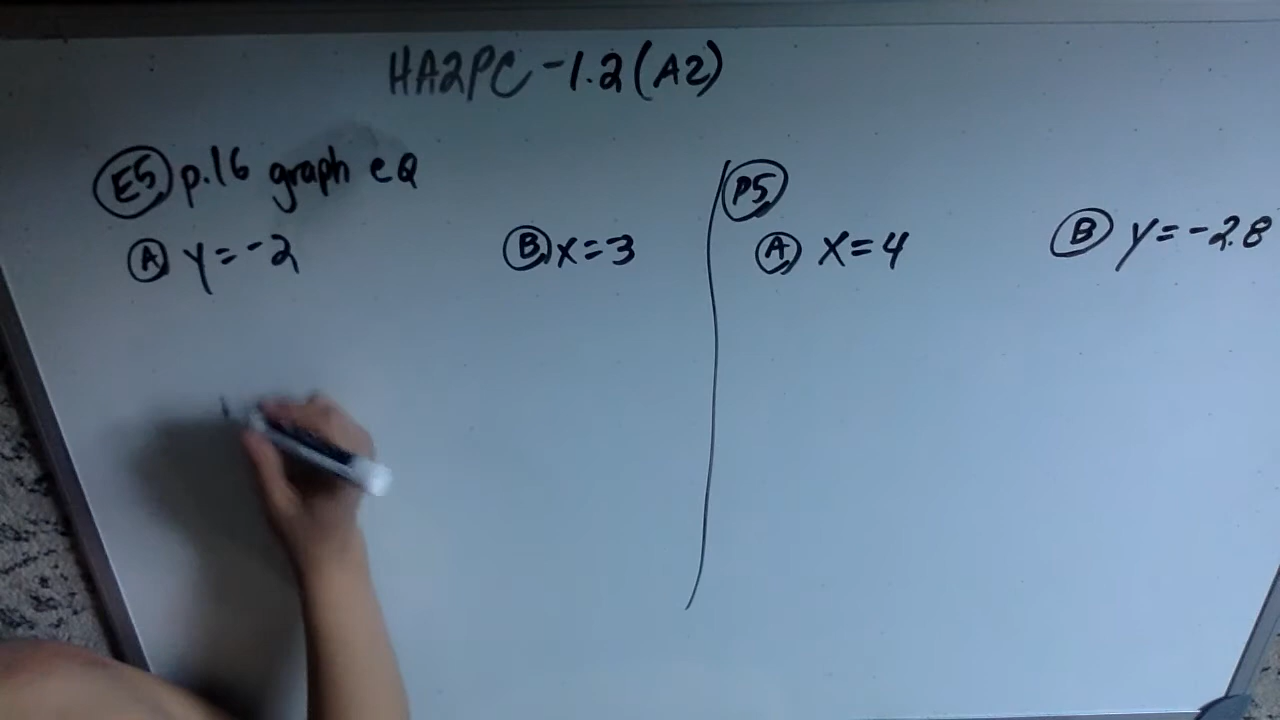 HA2PC-1.2(A2)
E5 p.16 graph eQ
A y=-2
B x=3
P5
A x=4
B y=-2.8